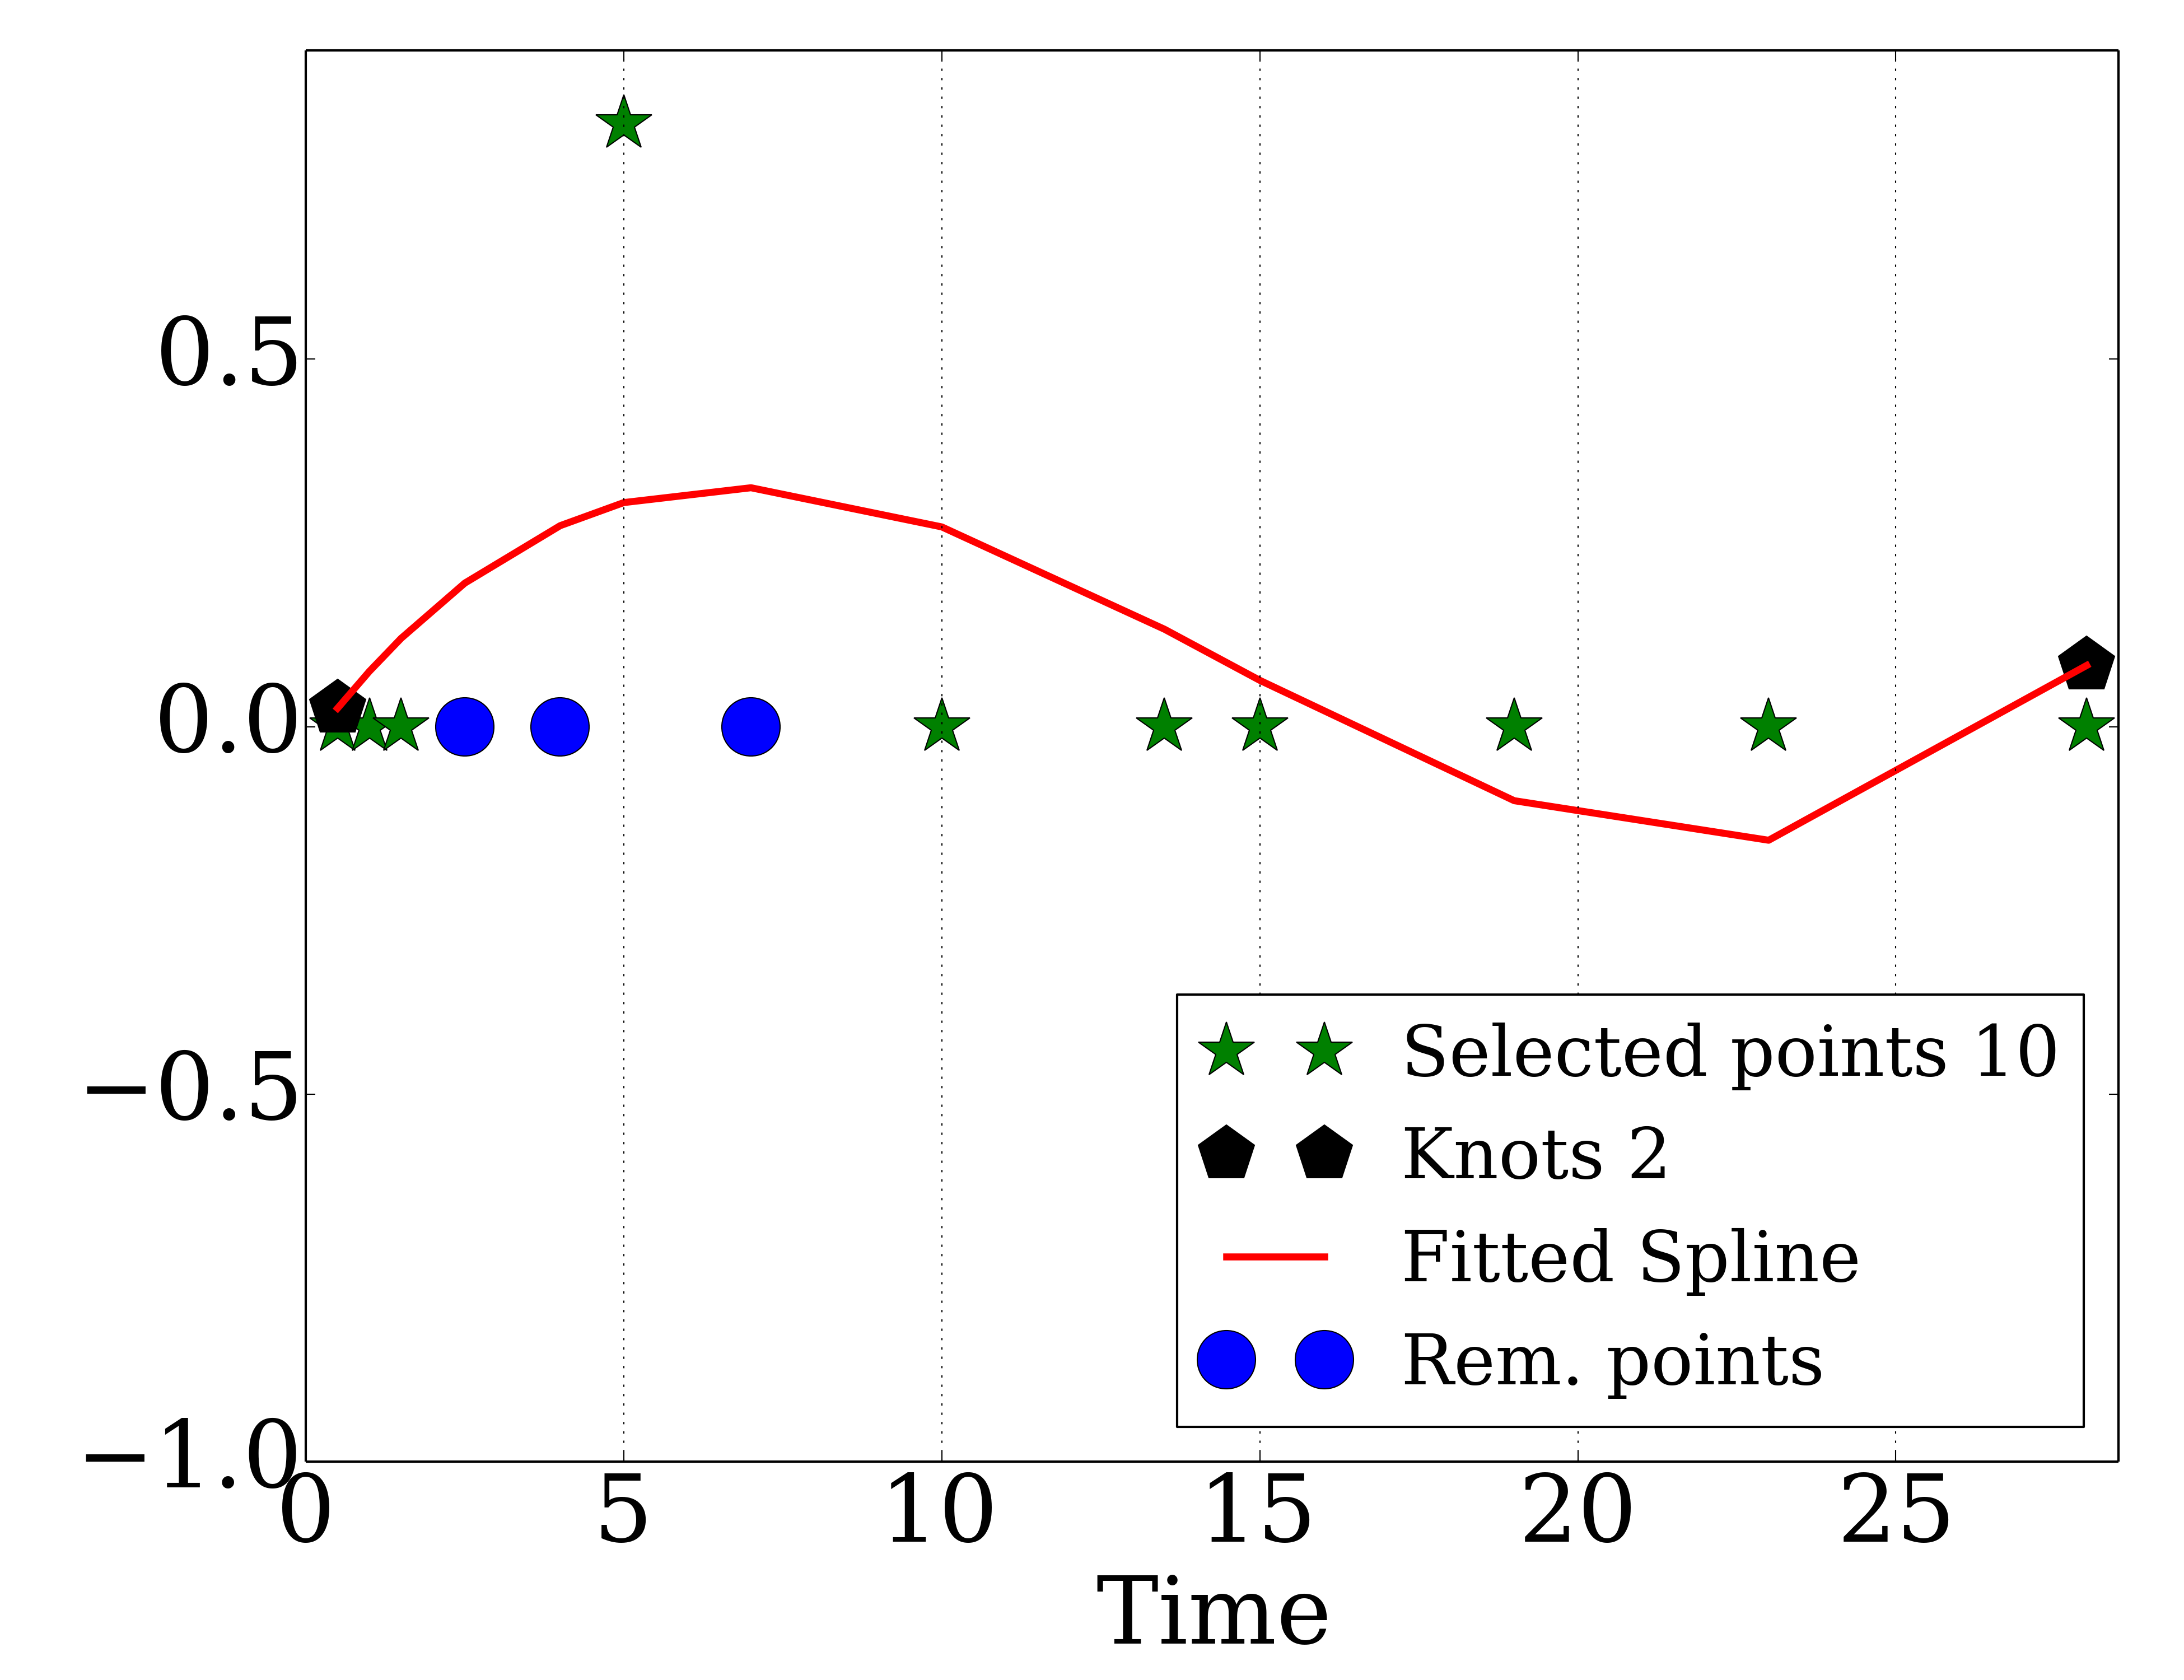 0.5
0.0
−0.5
−1.0
0 5 10 15 20 25
Time
Selected points 10
Knots 2
Fitted Spline
Rem. points